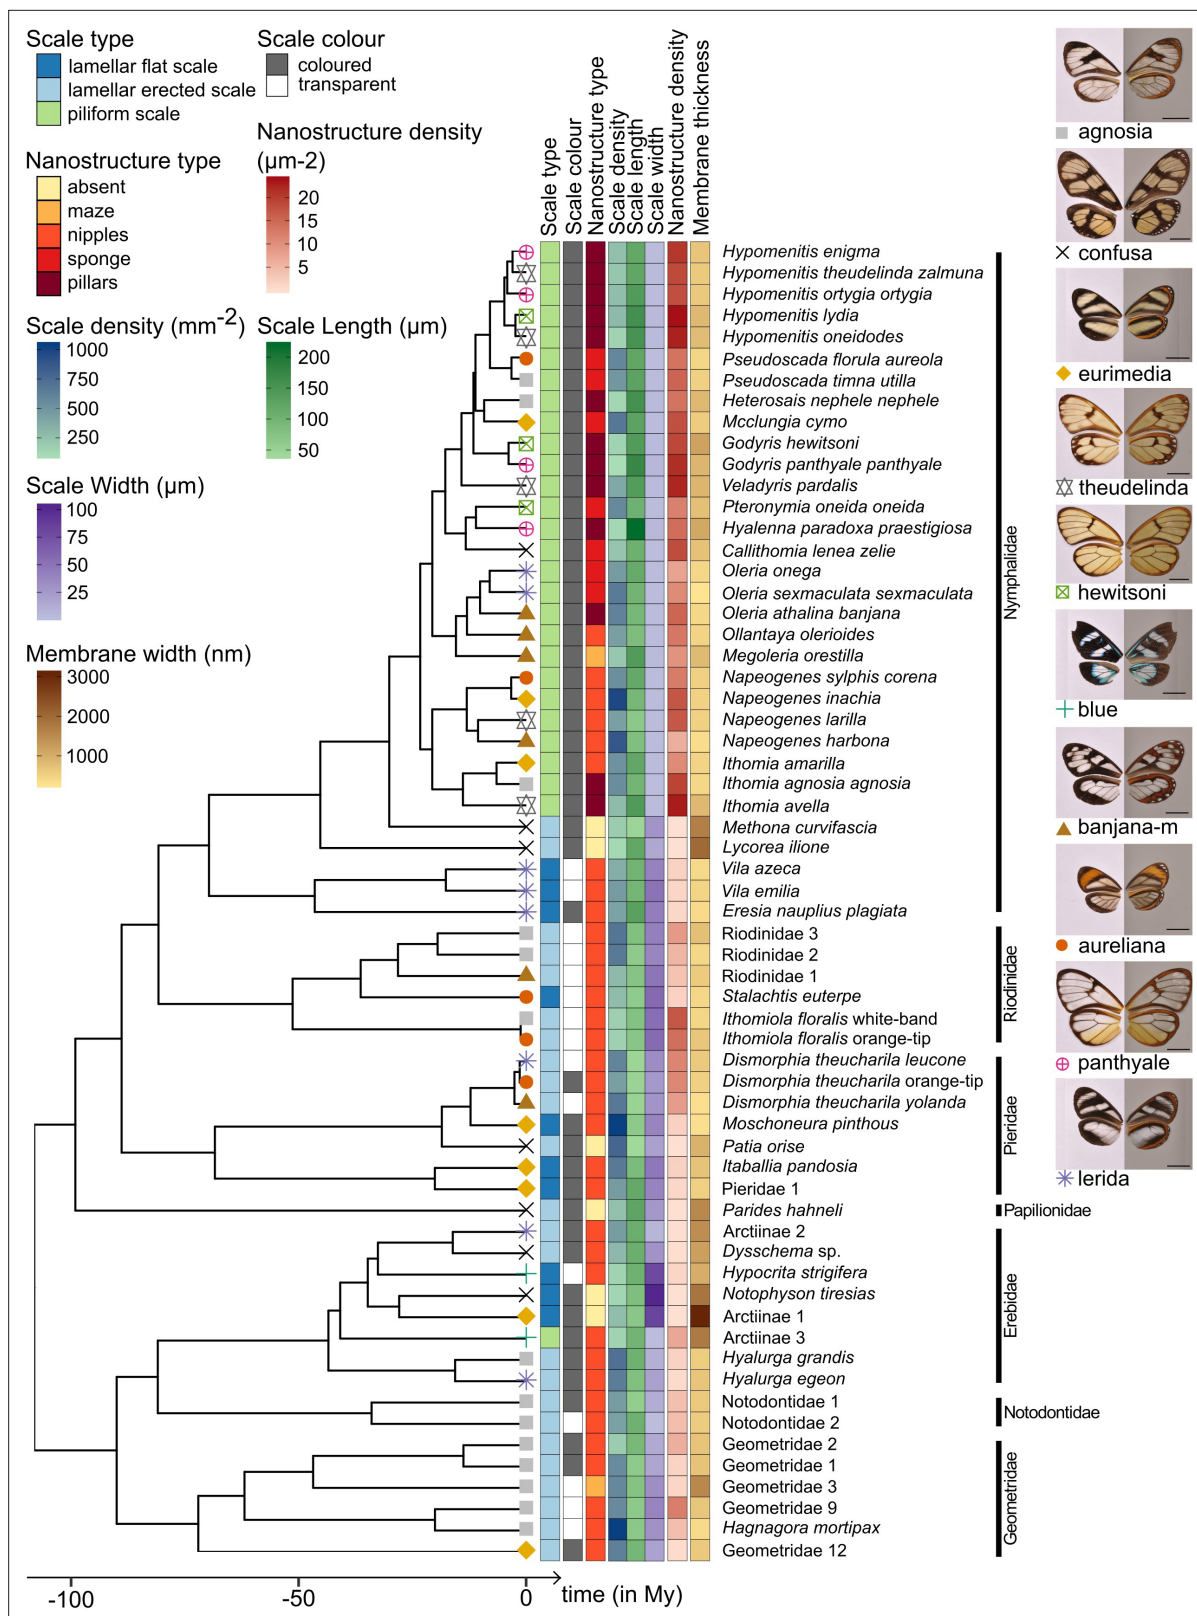 Scale type
lamellar flat scale
lamellar erected scale
piliform scale
Scale colour
coloured
transparent
Nanostructure type
absent
maze
nipples
sponge
pillars
Nanostructure density
(µm-2)
20
15
10
5
Scale density (mm-2)
1000
750
500
250
Scale Length (µm)
200
150
100
50
Scale Width (µm)
100
75
50
25
Membrane width (nm)
3000
2000
1000
Scale type
Scale colour
Nanostructure type
Scale density
Scale length
Scale width
Nanostructure density
Membrane thickness
Hypomenitis enigma
Hypomenitis theudelinda zalmuna
Hypomenitis ortygia ortygia
Hypomenitis lydia
Hypomenitis oneidodes
Pseudoscada florula aureola
Pseudoscada timna utilla
Heterosais nephele nephele
Mcclungia cymo
Godyris hewitsoni
Godyris panthyale panthyale
Veladyris pardalis
Pteronymia oneida oneida
Hyalenna paradoxa praestigiosa
Callithomia lenea zelie
Oleria onega
Oleria sexmaculata sexmaculata
Oleria athalina banjana
Ollantaya olerioides
Megoleria orestilla
Napeogenes sylphis corena
Napeogenes inachia
Napeogenes larilla
Napeogenes harbona
Ithomia amarilla
Ithomia agnosia agnosia
Ithomia avella
Methona curvifascia
Lycorea ilione
Vila azeca
Vila emilia
Eresia nauplius plagiata
Riodinidae 3
Riodinidae 2
Riodinidae 1
Stalachtis euterpe
Ithomiola floralis white-band
Ithomiola floralis orange-tip
Dismorphia theucharila leucone
Dismorphia theucharila orange-tip
Dismorphia theucharila yolanda
Moschoneura pinthous
Patia orise
Itaballia pandosia
Pieridae 1
Parides hahneli
Arctiinae 2
Dysschema sp.
Hypocrita strigifera
Notophyson tiresias
Arctiinae 1
Arctiinae 3
Hyalurga grandis
Hyalurga egeon
Notodontidae 1
Notodontidae 2
Geometridae 2
Geometridae 1
Geometridae 3
Geometridae 9
Hagnagora mortipax
Geometridae 12
Nymphalidae
Riodinidae
Pieridae
Papilionidae
Erebidae
Notodontidae
Geometridae
agnosia
confusa
eurimedia
theudelinda
hewitsoni
blue
banjana-m
aureliana
panthyale
lerida
-100
-50
0
time (in My)